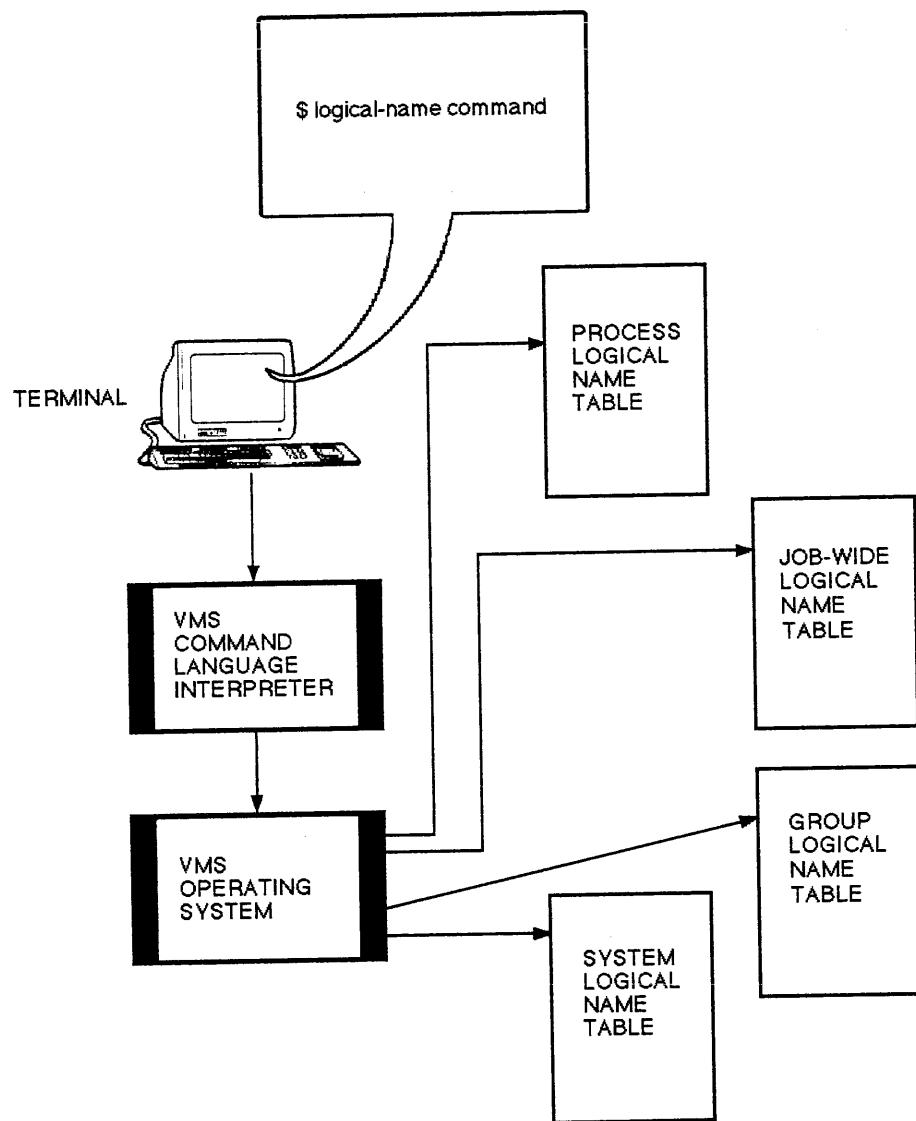 $ logical-name command
PROCESS
LOGICAL
NAME
TABLE
TERMINAL
JOB-WIDE
LOGICAL
NAME
TABLE
VMS
COMMAND
LANGUAGE
INTERPRETER
GROUP
LOGICAL
NAME
TABLE
VMS
OPERATING
SYSTEM
SYSTEM
LOGICAL
NAME
TABLE